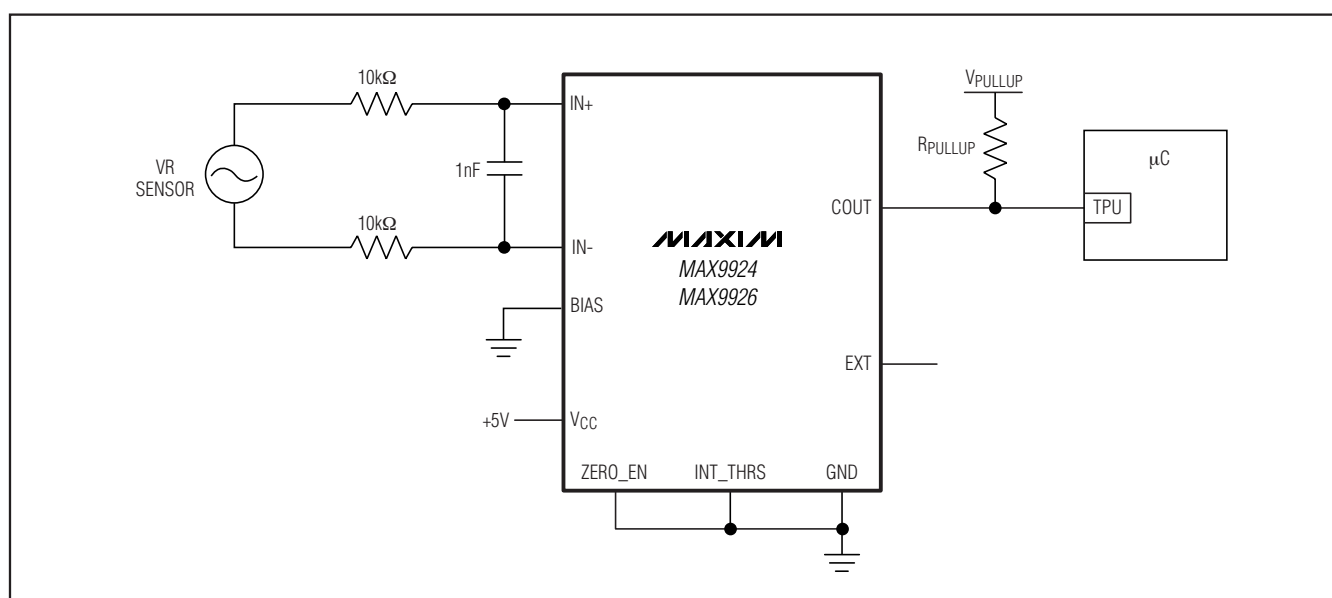 10kΩ
VR
SENSOR
1nF
10kΩ
IN+
IN-
BIAS
+5V
VCC
ZERO_EN
INT_THRS
GND
MAXIM
MAX9924
MAX9926
COUT
EXT
VPULLUP
RPULLUP
μC
TPU